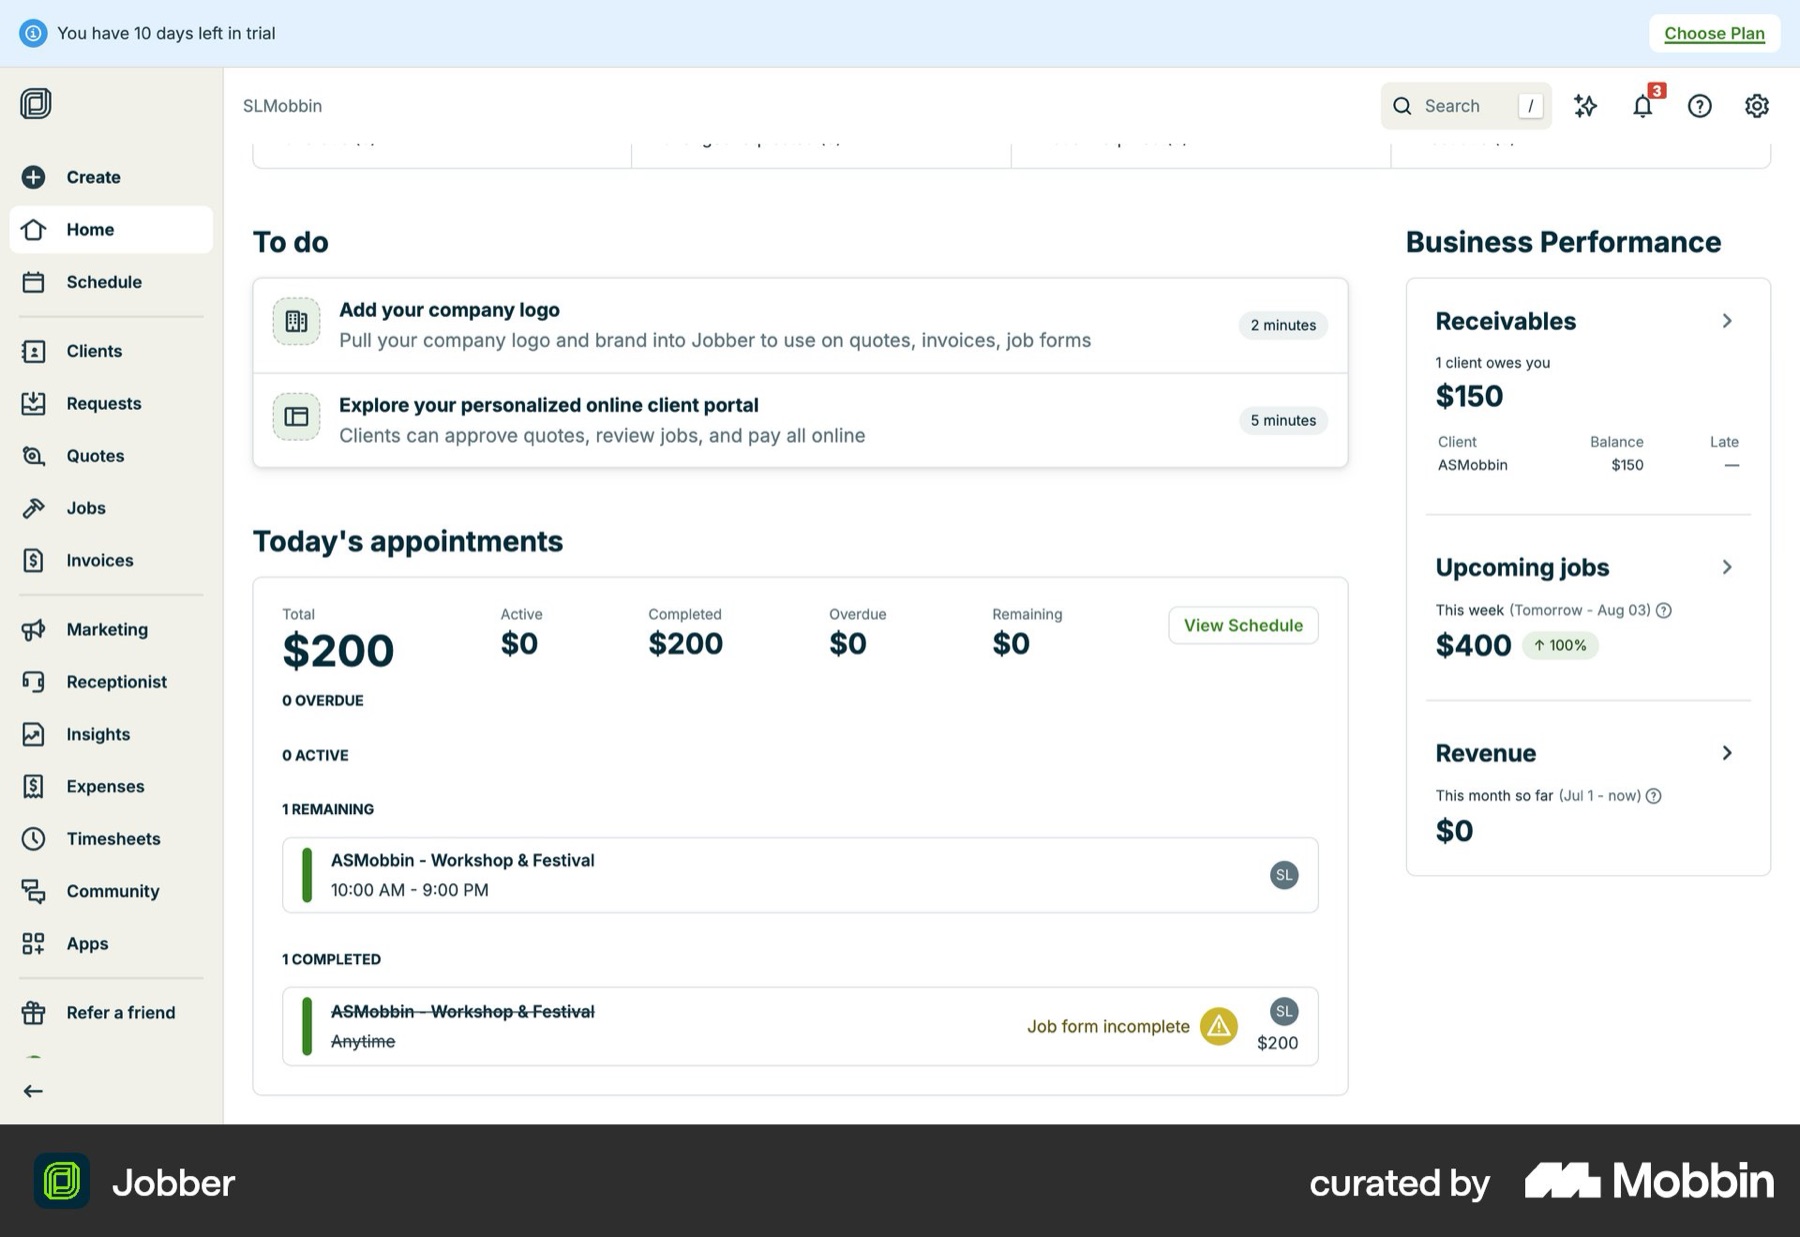 You have 10 days left in trial
Choose Plan
SLMobbin
Search
/
3
Create
Home
Schedule
Clients
Requests
Quotes
Jobs
Invoices
Marketing
Receptionist
Insights
Expenses
Timesheets
Community
Apps
Refer a friend
To do
Add your company logo
Pull your company logo and brand into Jobber to use on quotes, invoices, job forms
2 minutes
Explore your personalized online client portal
Clients can approve quotes, review jobs, and pay all online
5 minutes
Today's appointments
Total Active Completed Overdue Remaining
$200 $0 $200 $0 $0
View Schedule
0 OVERDUE
0 ACTIVE
1 REMAINING
ASMobbin - Workshop & Festival
10:00 AM - 9:00 PM
SL
1 COMPLETED
ASMobbin - Workshop & Festival
Anytime
Job form incomplete
SL
$200
Business Performance
Receivables
1 client owes you
$150
Client Balance Late
ASMobbin $150 —
Upcoming jobs
This week (Tomorrow - Aug 03)
$400 ↑ 100%
Revenue
This month so far (Jul 1 - now)
$0
Jobber
curated by Mobbin